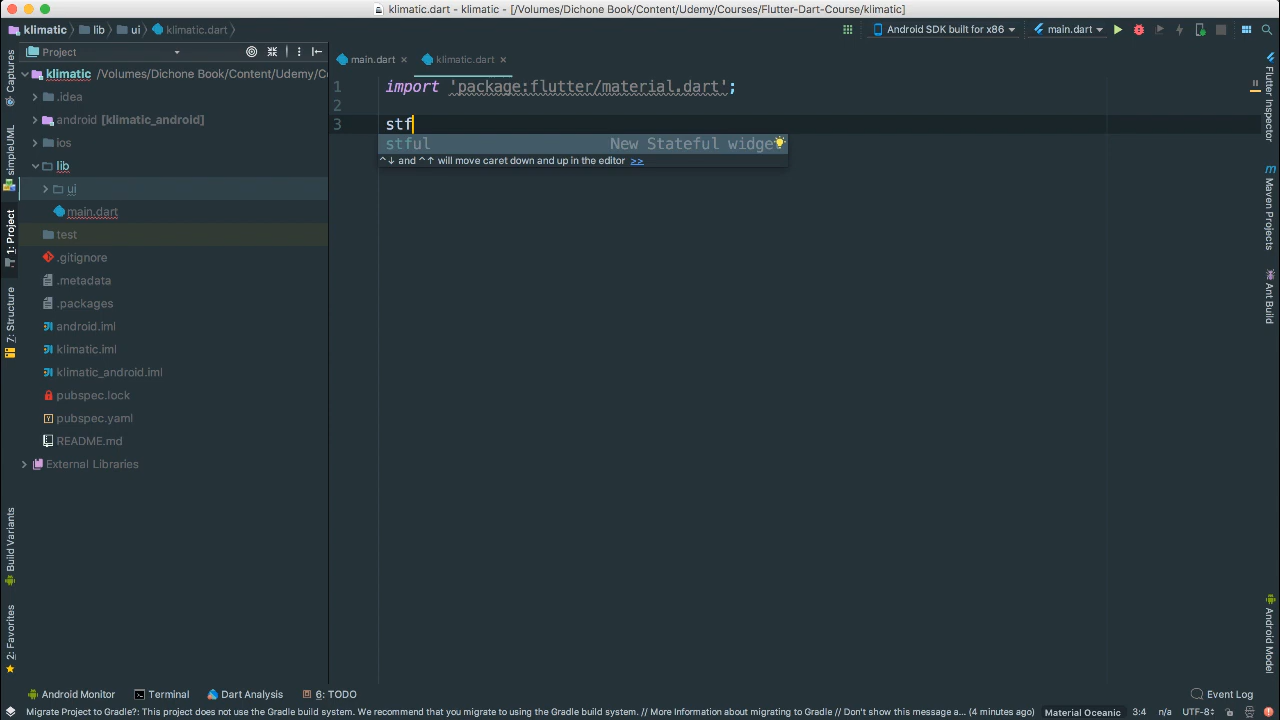 klimatic.dart - klimatic - [/Volumes/Dichone Book/Content/Udemy/Courses/Flutter-Dart-Course/klimatic]
klimatic lib ui klimatic.dart
Android SDK built for x86 main.dart
Project
main.dart klimatic.dart
klimatic /Volumes/Dichone Book/Content/Udemy/C
.idea
android [klimatic_android]
ios
lib
ui
main.dart
test
.gitignore
.metadata
.packages
android.iml
klimatic.iml
klimatic_android.iml
pubspec.lock
pubspec.yaml
README.md
External Libraries
1 import 'package:flutter/material.dart';
2
3 stf
stful New Stateful widget
^↓ and ^↑ will move caret down and up in the editor >>
Captures
simpleUML
1: Project
7: Structure
Build Variants
2: Favorites
Flutter Inspector
m
Maven Projects
Ant Build
Android Model
Android Monitor Terminal Dart Analysis 6: TODO Event Log
Migrate Project to Gradle?: This project does not use the Gradle build system. We recommend that you migrate to using the Gradle build system. // More Information about migrating to Gradle // Don't show this message a... (4 minutes ago) Material Oceanic 3:4 n/a UTF-8